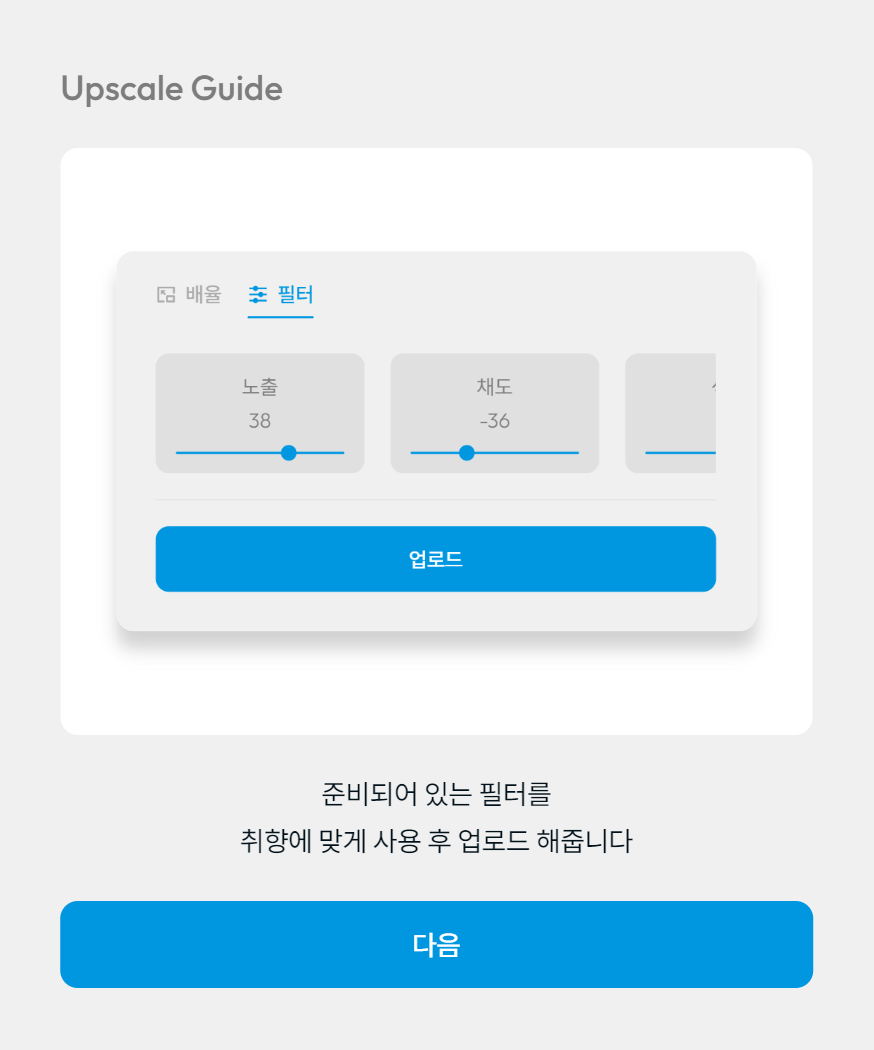 Upscale Guide
배율 필터
노출 채도
38 -36
업로드
준비되어 있는 필터를
취향에 맞게 사용 후 업로드 해줍니다
다음